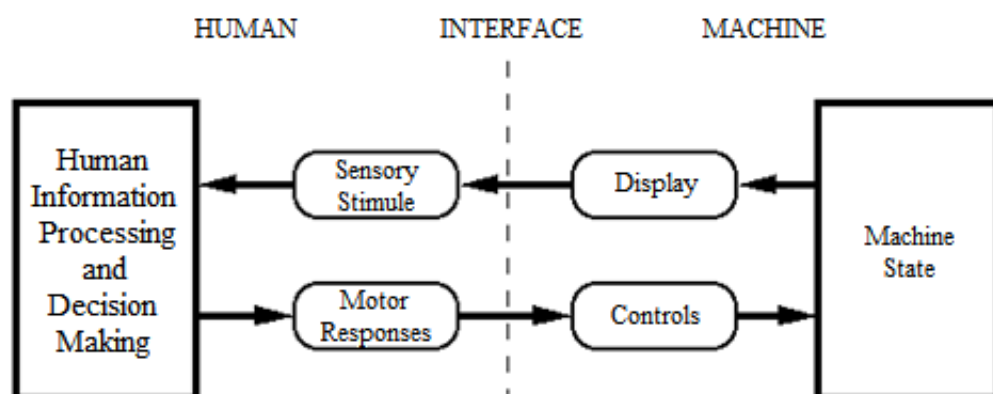 HUMAN INTERFACE MACHINE
Human
Information
Processing
and
Decision
Making
Sensory
Stimule
Display
Motor
Responses
Controls
Machine
State